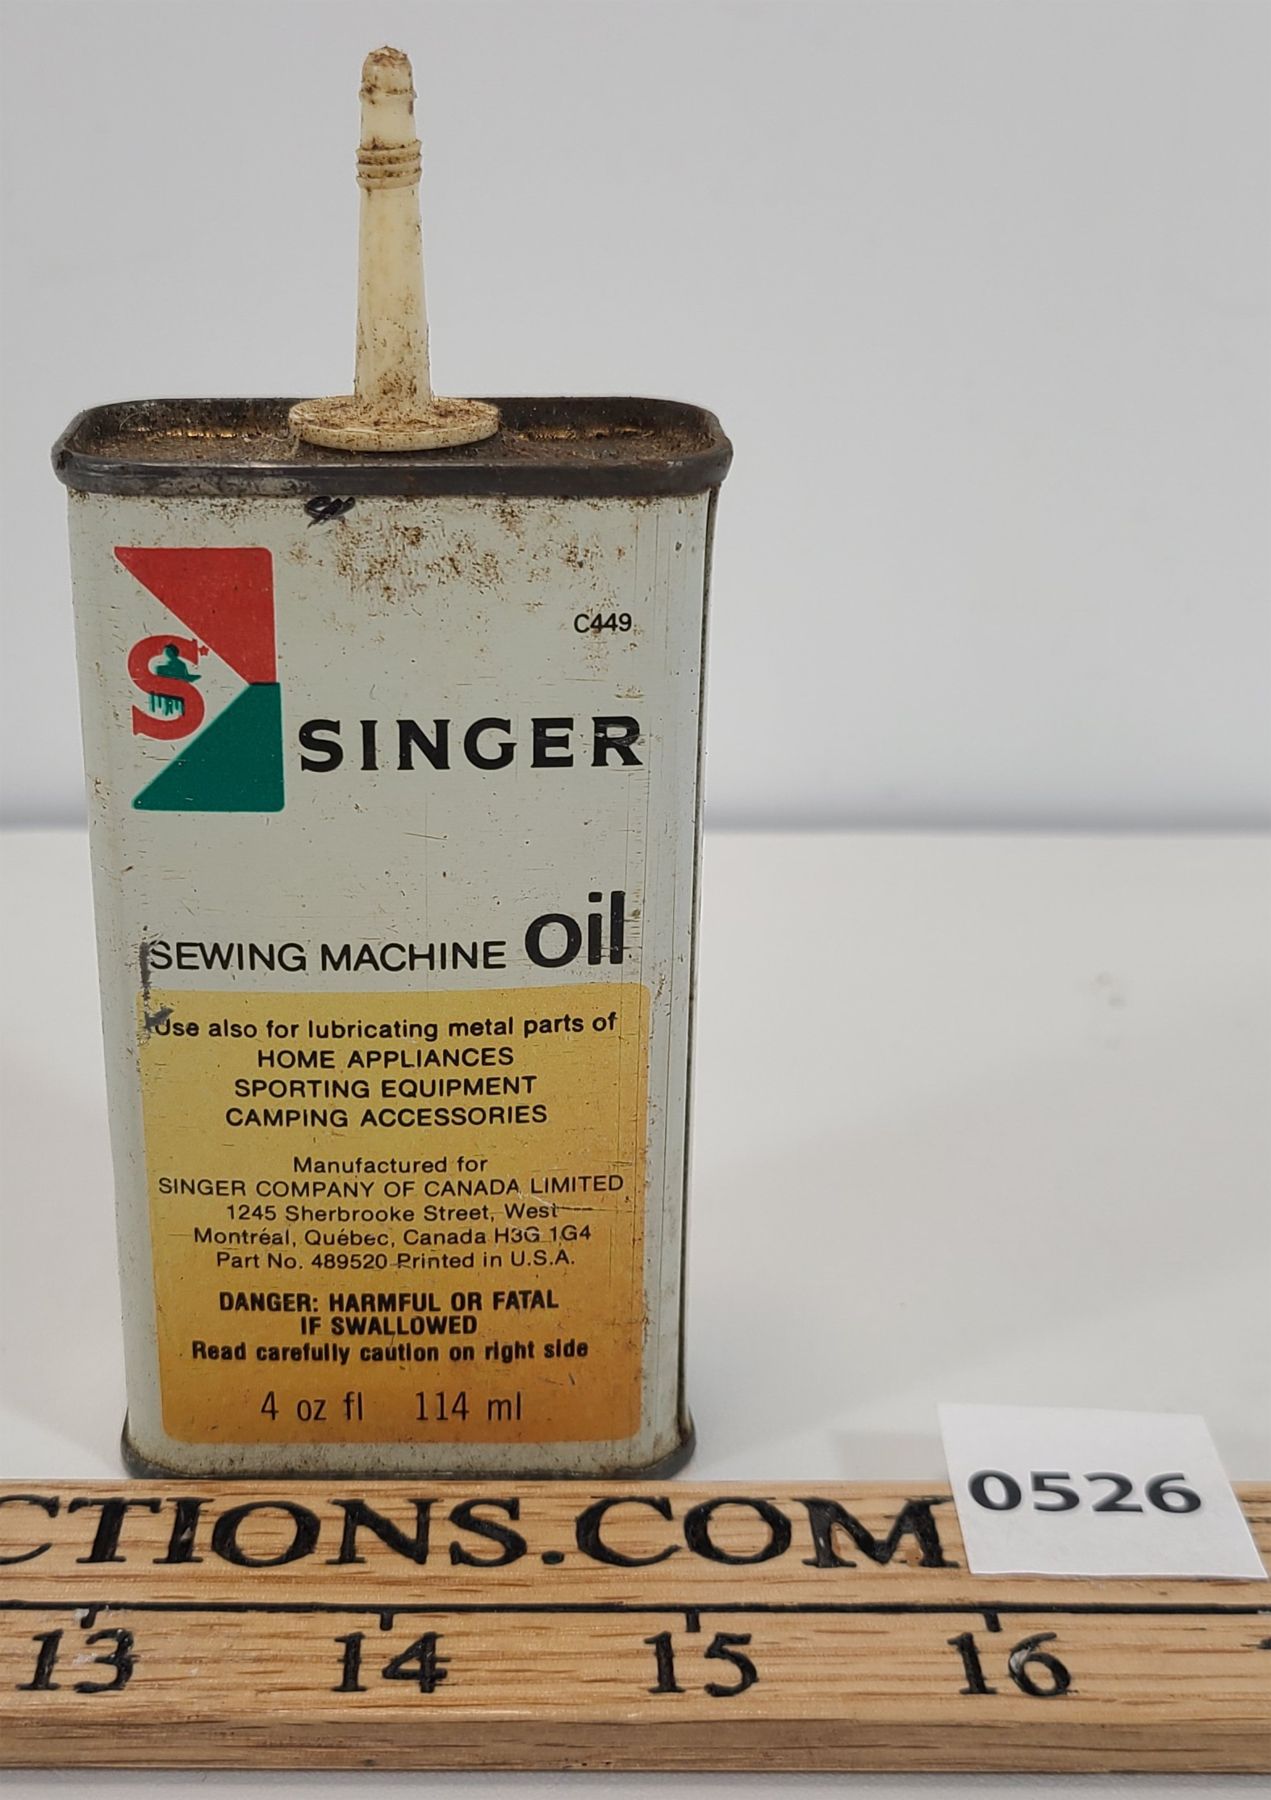 C449
S
SINGER
SEWING MACHINE oil
Use also for lubricating metal parts of
HOME APPLIANCES
SPORTING EQUIPMENT
CAMPING ACCESSORIES
Manufactured for
SINGER COMPANY OF CANADA LIMITED
1245 Sherbrooke Street, West
Montréal, Québec, Canada H3G 1G4
Part No. 489520 Printed in U.S.A.
DANGER: HARMFUL OR FATAL
IF SWALLOWED
Read carefully caution on right side
4 oz fl 114 ml
0526
CTIONS.COM
13 14 15 16